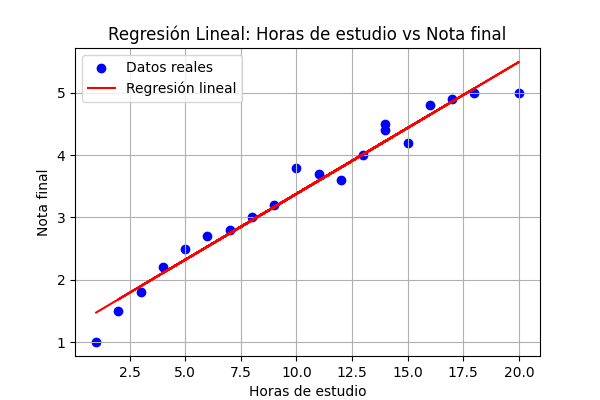 Regresión Lineal: Horas de estudio vs Nota final
Datos reales
Regresión lineal
5
4
3
2
1
Nota final
2.5 5.0 7.5 10.0 12.5 15.0 17.5 20.0
Horas de estudio